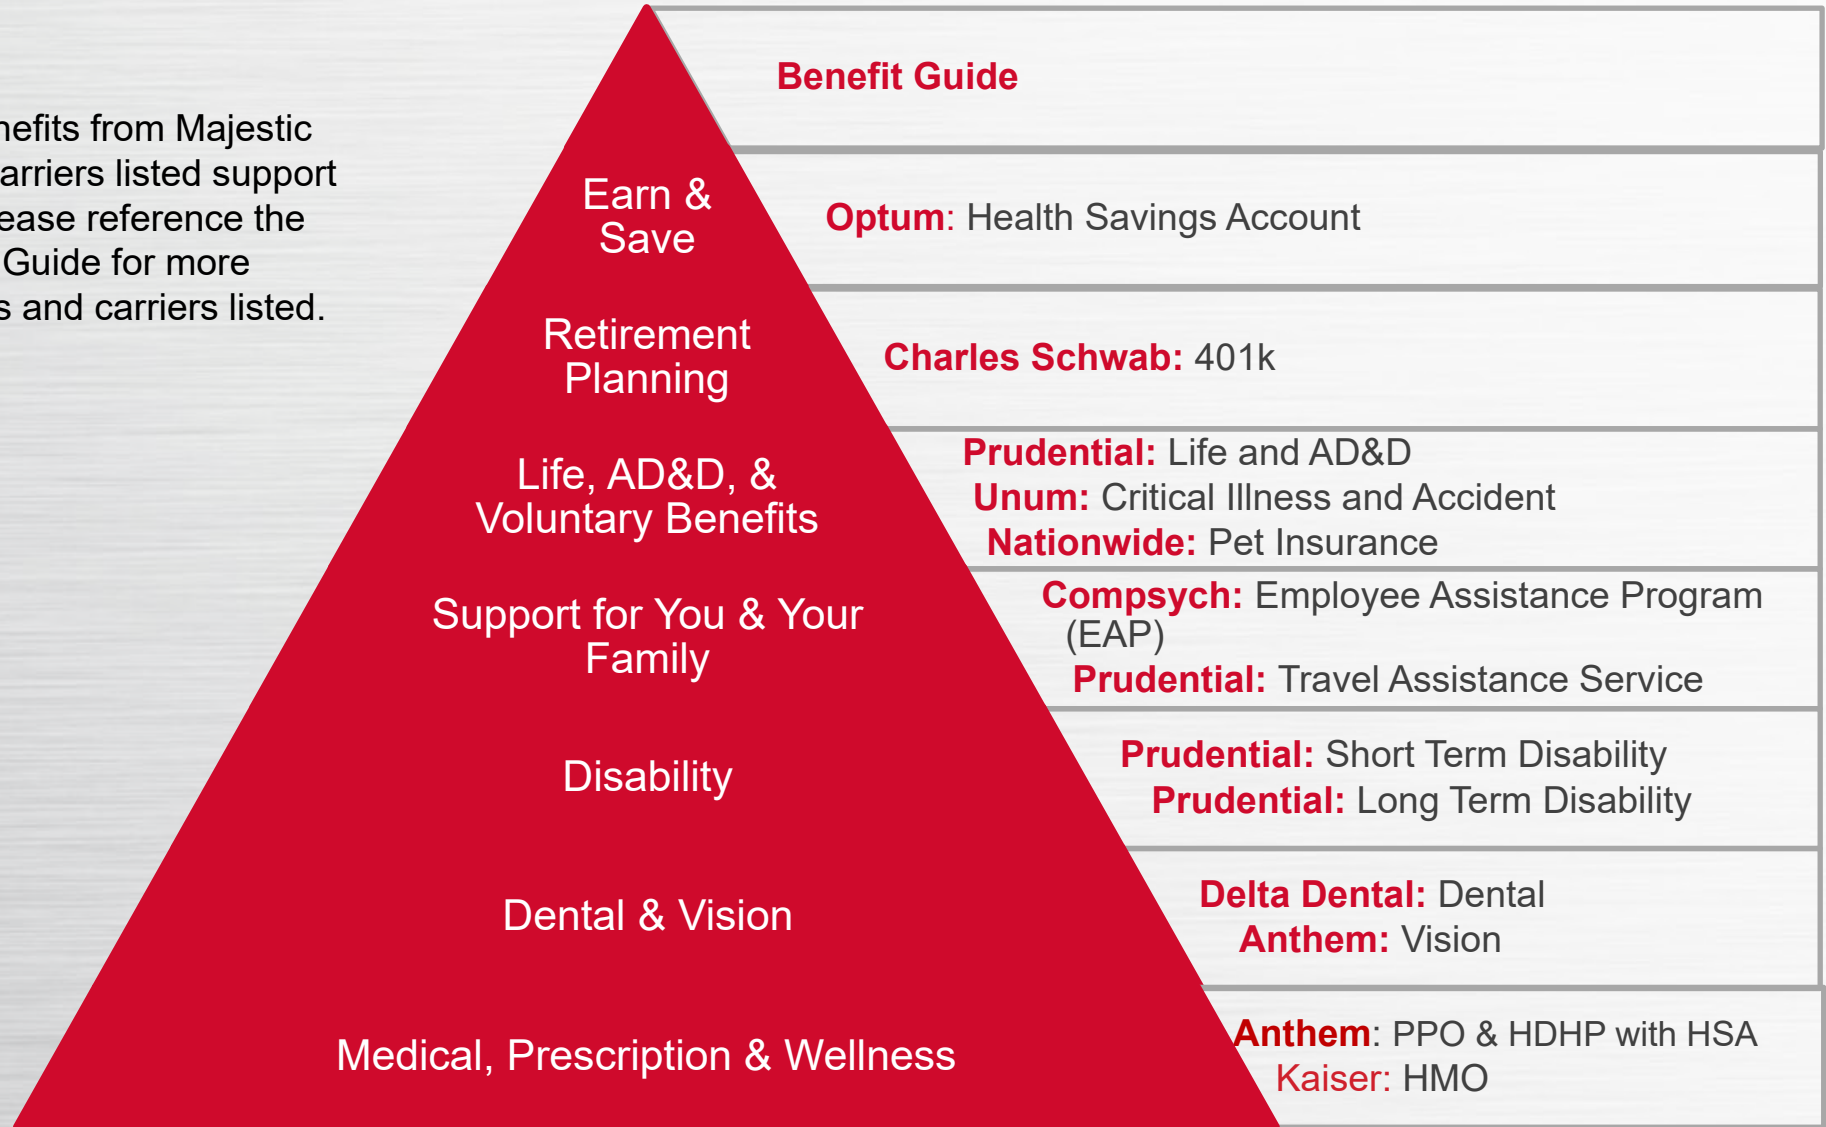 Benefit Guide
nefits from Majestic
arriers listed support
ease reference the
Guide for more
s and carriers listed.
Earn &
Save
Optum: Health Savings Account
Retirement
Planning
Charles Schwab: 401k
Life, AD&D, &
Voluntary Benefits
Prudential: Life and AD&D
Unum: Critical Illness and Accident
Nationwide: Pet Insurance
Support for You & Your
Family
Compsych: Employee Assistance Program
(EAP)
Prudential: Travel Assistance Service
Disability
Prudential: Short Term Disability
Prudential: Long Term Disability
Dental & Vision
Delta Dental: Dental
Anthem: Vision
Medical, Prescription & Wellness
Anthem: PPO & HDHP with HSA
Kaiser: HMO